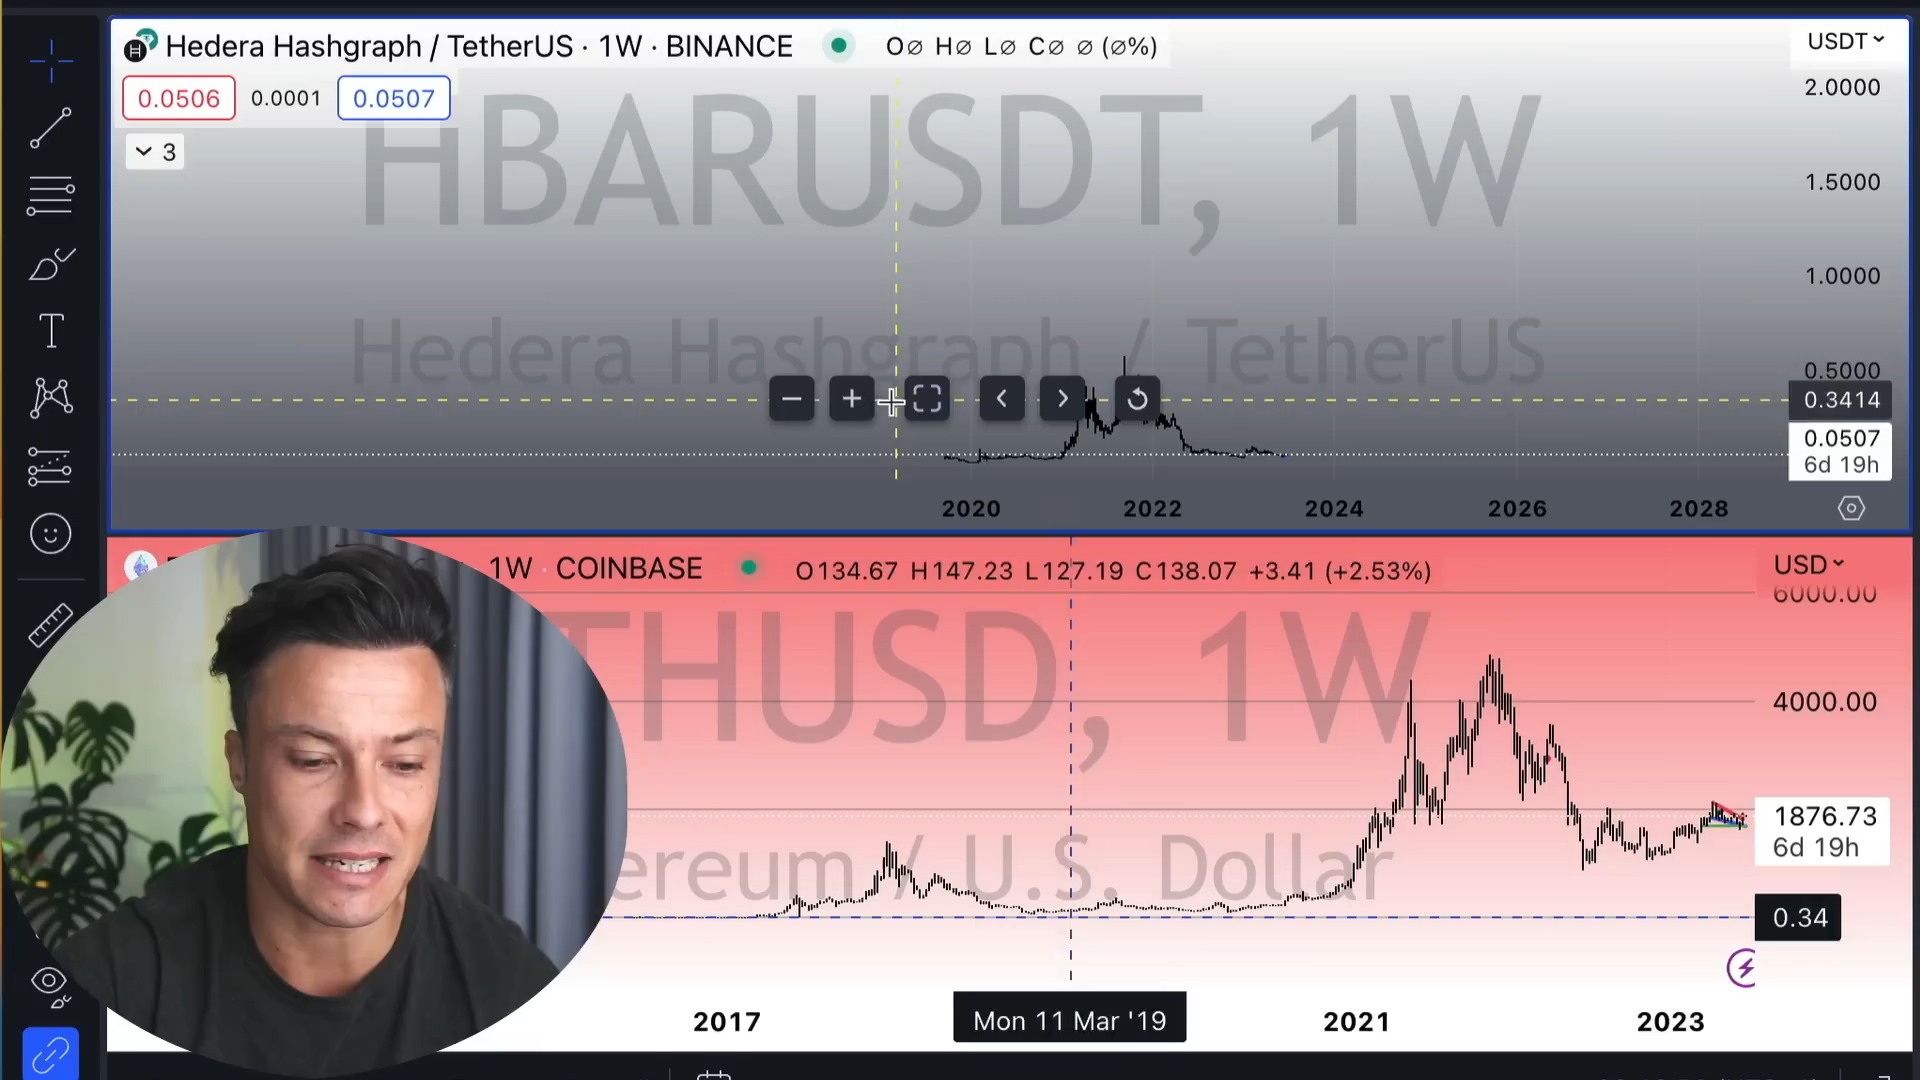 Hedera Hashgraph / TetherUS · 1W · BINANCE
O∅ H∅ L∅ C∅ ∅ (∅%)
USDT
0.0506 0.0001 0.0507
3
HBARUSDT, 1W
Hedera Hashgraph / TetherUS
2.0000
1.5000
1.0000
0.5000
0.3414
0.0507
6d 19h
2020 2022 2024 2026 2028
1W · COINBASE
O134.67 H147.23 L127.19 C138.07 +3.41 (+2.53%)
USD
6000.00
THUSD, 1W
4000.00
ereum / U.S. Dollar
1876.73
6d 19h
0.34
2017 Mon 11 Mar '19 2021 2023